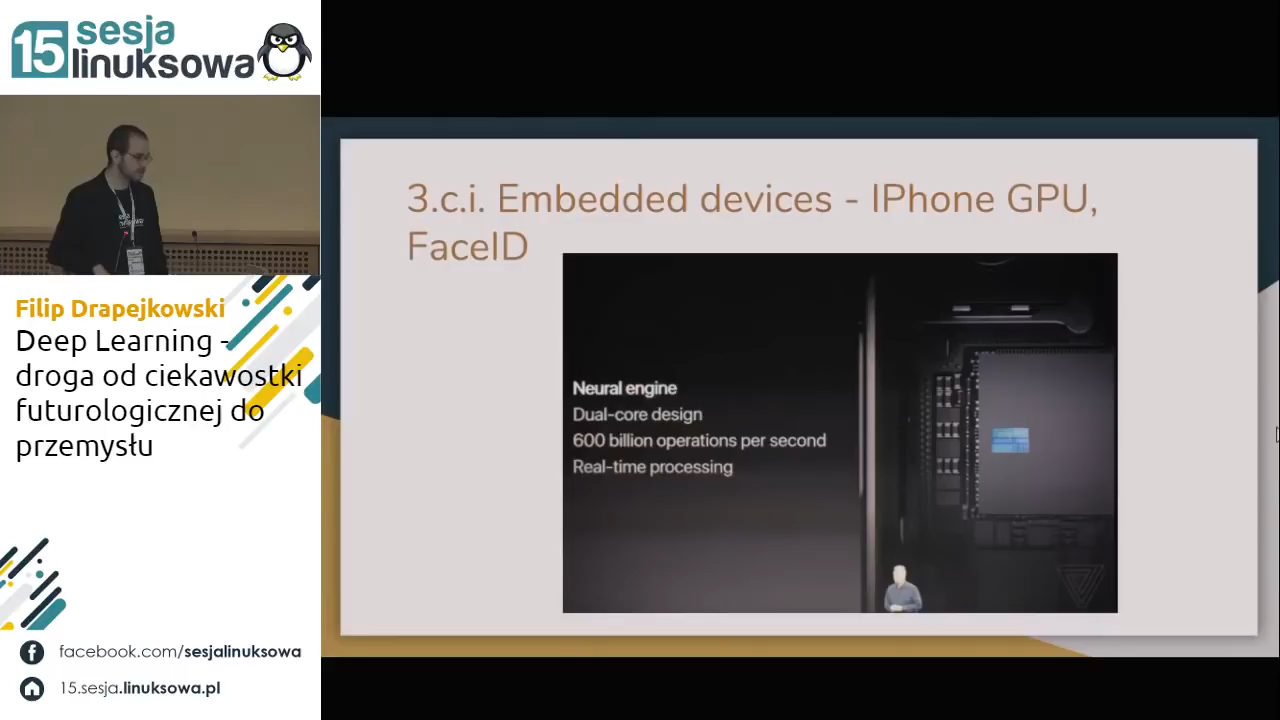 15 sesja
linuksowa
Filip Drapejkowski
Deep Learning -
droga od ciekawostki
futurologicznej do
przemysłu
facebook.com/sesjalinuksowa
15.sesja.linuksowa.pl
3.c.i. Embedded devices - IPhone GPU,
FaceID
Neural engine
Dual-core design
600 billion operations per second
Real-time processing